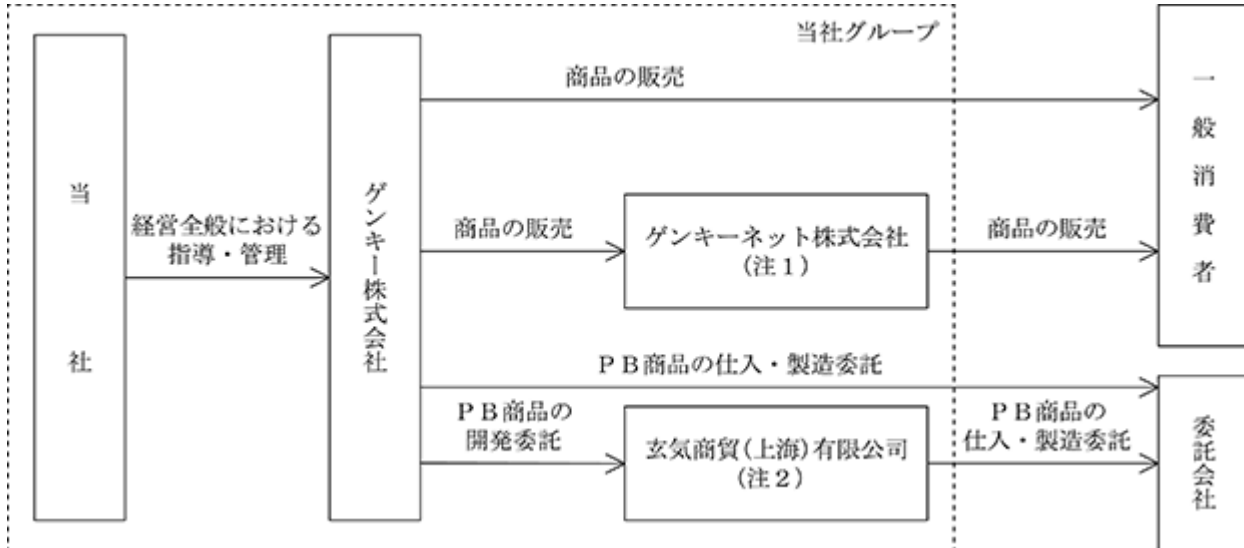 当社グループ
商品の販売
当社
経営全般における
指導・管理
ゲンキー株式会社
商品の販売
ゲンキーネット株式会社
(注1)
商品の販売
一般消費者
ＰＢ商品の仕入・製造委託
ＰＢ商品の
開発委託
玄気商貿(上海)有限公司
(注2)
ＰＢ商品の
仕入・製造委託
委託会社